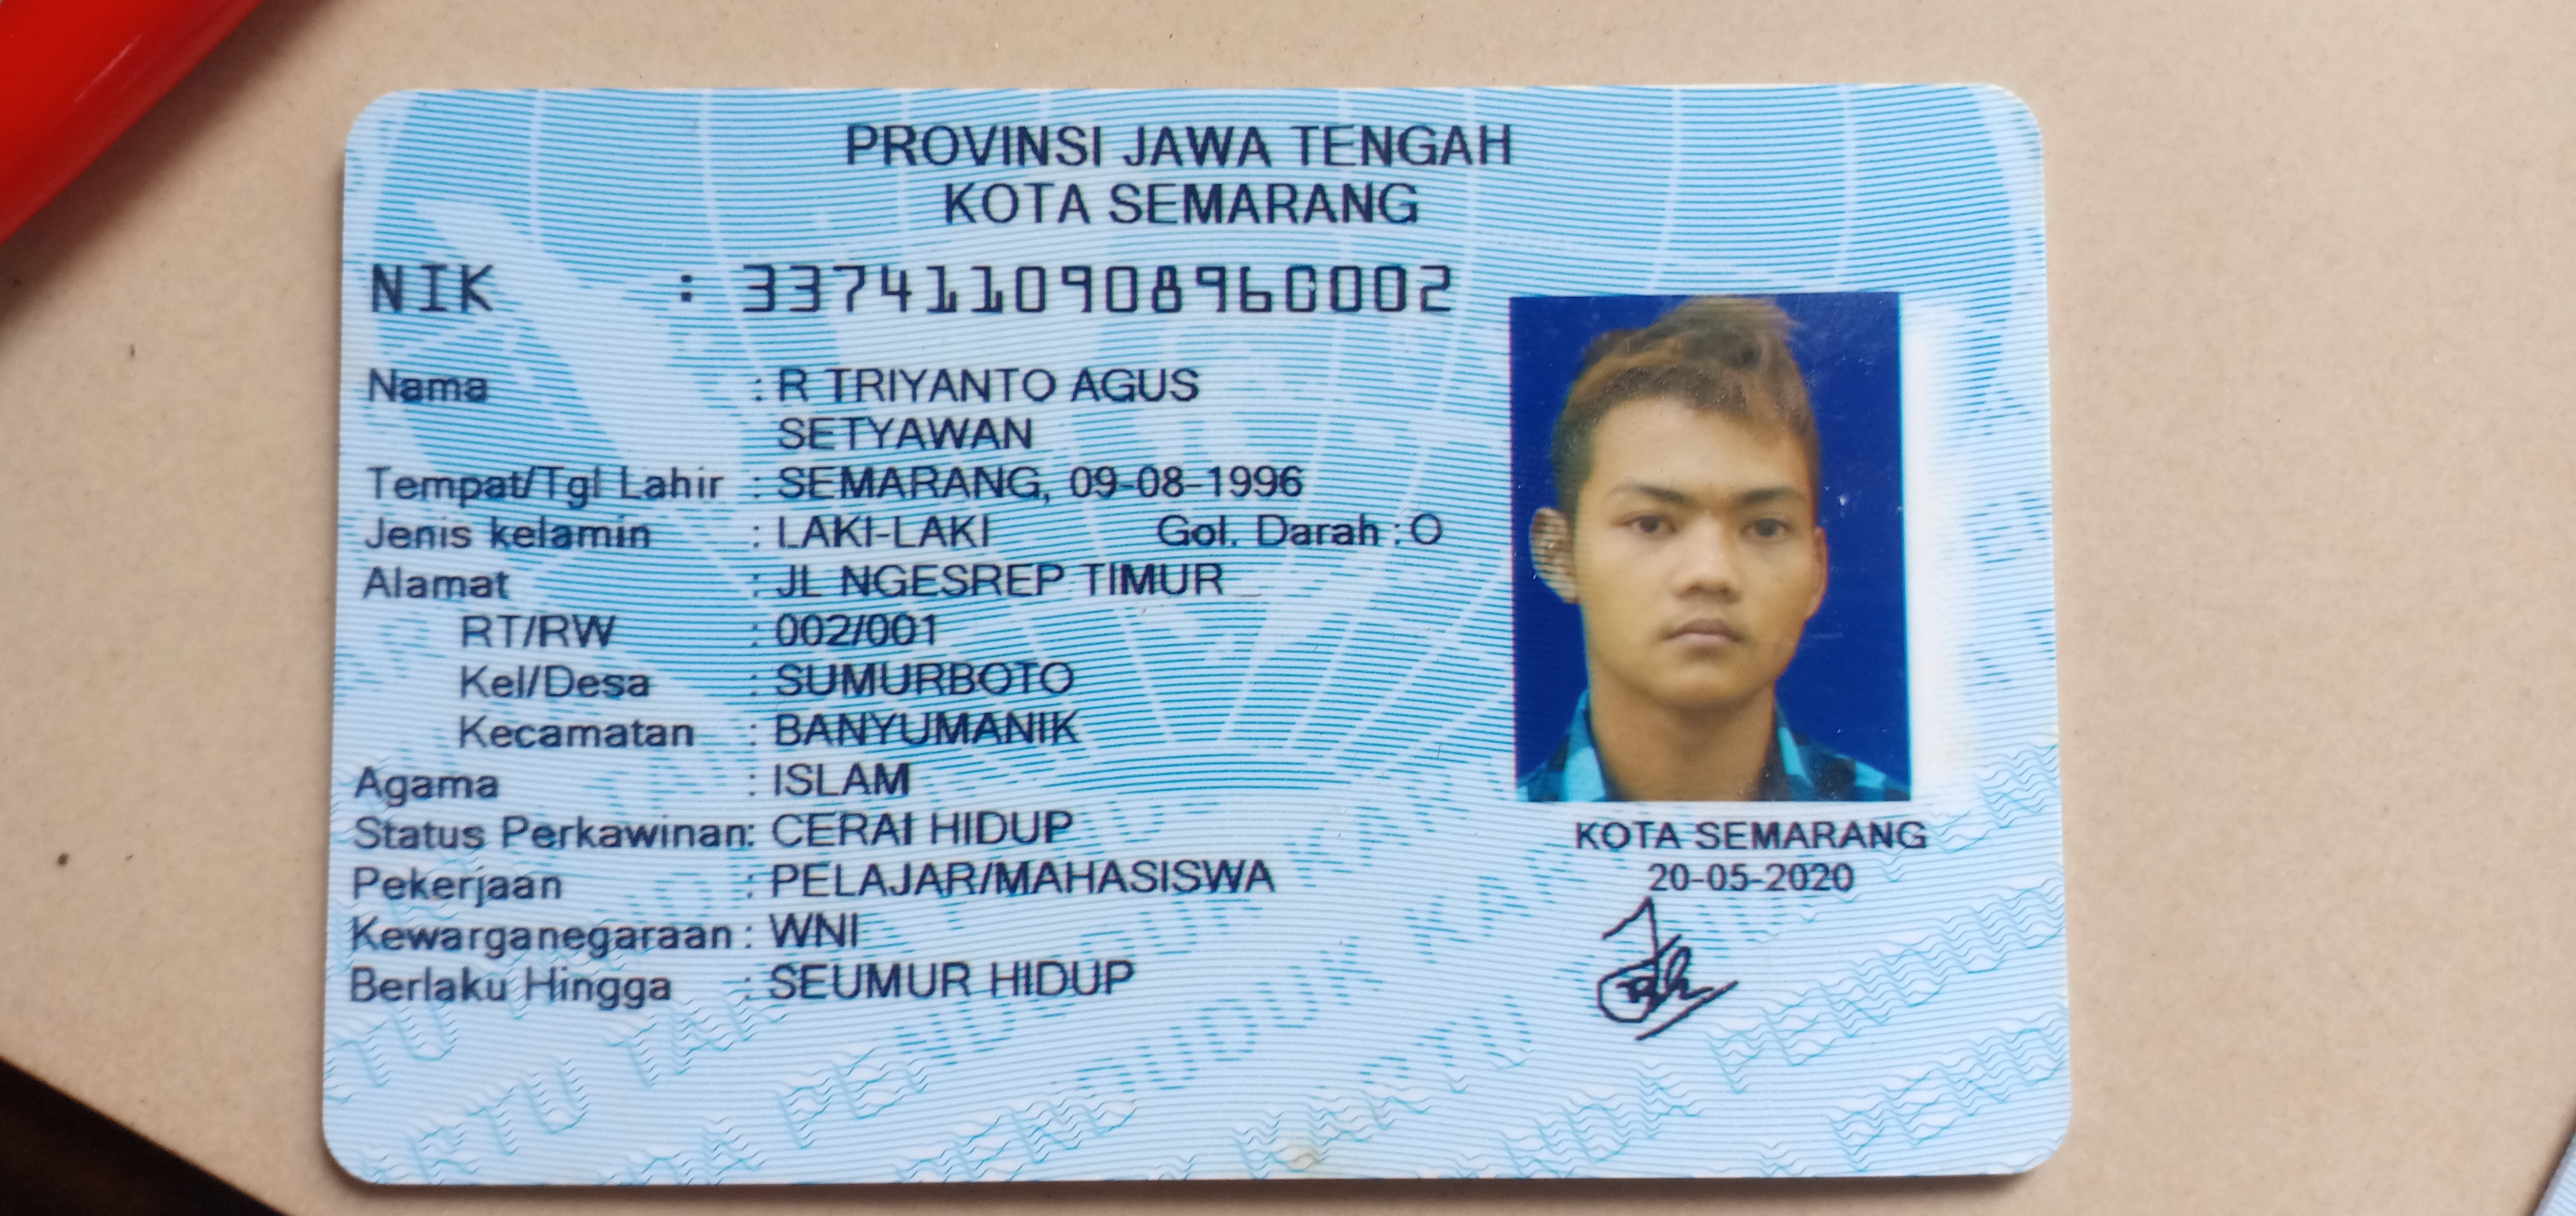 PROVINSI JAWA TENGAH
KOTA SEMARANG
NIK : 3374110908960002
Nama : R TRIYANTO AGUS
SETYAWAN
Tempat/Tgl Lahir : SEMARANG, 09-08-1996
Jenis kelamin : LAKI-LAKI Gol. Darah : O
Alamat : JL NGESREP TIMUR
RT/RW : 002/001
Kel/Desa : SUMURBOTO
Kecamatan : BANYUMANIK
Agama : ISLAM
Status Perkawinan: CERAI HIDUP
Pekerjaan : PELAJAR/MAHASISWA
Kewarganegaraan : WNI
Berlaku Hingga : SEUMUR HIDUP
KOTA SEMARANG
20-05-2020